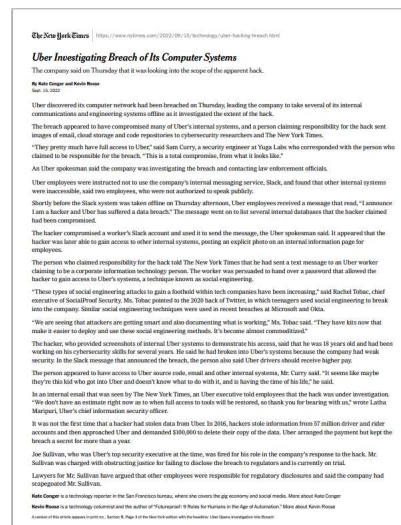 The New York Times | https://www.nytimes.com/2022/09/15/technology/uber-hacking-breach.html
Uber Investigating Breach of Its Computer Systems
The company said on Thursday that it was looking into the scope of the apparent hack.
By Kate Conger and Kevin Roose
Sept. 15, 2022
Uber discovered its computer network had been breached on Thursday, leading the company to take several of its internal
communications and engineering systems offline as it investigated the extent of the hack.
The breach appeared to have compromised many of Uber's internal systems, and a person claiming responsibility for the hack sent
images of email, cloud storage and code repositories to cybersecurity researchers and The New York Times.
"They pretty much have full access to Uber," said Sam Curry, a security engineer at Yuga Labs who corresponded with the person who
claimed to be responsible for the breach. "This is a total compromise, from what it looks like."
An Uber spokesman said the company was investigating the breach and contacting law enforcement officials.
Uber employees were instructed not to use the company's internal messaging service, Slack, and found that other internal systems
were inaccessible, said two employees, who were not authorized to speak publicly.
Shortly before the Slack system was taken offline on Thursday afternoon, Uber employees received a message that read, "I announce
I am a hacker and Uber has suffered a data breach." The message went on to list several internal databases that the hacker claimed
had been compromised.
The hacker compromised a worker's Slack account and used it to send the message, the Uber spokesman said. It appeared that the
hacker was later able to gain access to other internal systems, posting an explicit photo on an internal information page for
employees.
The person who claimed responsibility for the hack told The New York Times that he had sent a text message to an Uber worker
claiming to be a corporate information technology person. The worker was persuaded to hand over a password that allowed the
hacker to gain access to Uber's systems, a technique known as social engineering.
"These types of social engineering attacks to gain a foothold within tech companies have been increasing," said Rachel Tobac, chief
executive of SocialProof Security. Ms. Tobac pointed to the 2020 hack of Twitter, in which teenagers used social engineering to break
into the company. Similar social engineering techniques were used in recent breaches at Microsoft and Okta.
"We are seeing that attackers are getting smart and also documenting what is working," Ms. Tobac said. "They have kits now that
make it easier to deploy and use these social engineering methods. It's become almost commoditized."
The hacker, who provided screenshots of internal Uber systems to demonstrate his access, said that he was 18 years old and had been
working on his cybersecurity skills for several years. He said he had broken into Uber's systems because the company had weak
security. In the Slack message that announced the breach, the person also said Uber drivers should receive higher pay.
The person appeared to have access to Uber source code, email and other internal systems, Mr. Curry said. "It seems like maybe
they're this kid who got into Uber and doesn't know what to do with it, and is having the time of his life," he said.
In an internal email that was seen by The New York Times, an Uber executive told employees that the hack was under investigation.
"We don't have an estimate right now as to when full access to tools will be restored, so thank you for bearing with us," wrote Latha
Maripuri, Uber's chief information security officer.
It was not the first time that a hacker had stolen data from Uber. In 2016, hackers stole information from 57 million driver and rider
accounts and then approached Uber and demanded $100,000 to delete their copy of the data. Uber arranged the payment but kept the
breach a secret for more than a year.
Joe Sullivan, who was Uber's top security executive at the time, was fired for his role in the company's response to the hack. Mr.
Sullivan was charged with obstructing justice for failing to disclose the breach to regulators and is currently on trial.
Lawyers for Mr. Sullivan have argued that other employees were responsible for regulatory disclosures and said the company had
scapegoated Mr. Sullivan.
Kate Conger is a technology reporter in the San Francisco bureau, where she covers the gig economy and social media. More about Kate Conger
Kevin Roose is a technology columnist and the author of "Futureproof: 9 Rules for Humans in the Age of Automation." More about Kevin Roose
A version of this article appears in print on , Section B, Page 3 of the New York edition with the headline: Uber Opens Investigation Into Breach